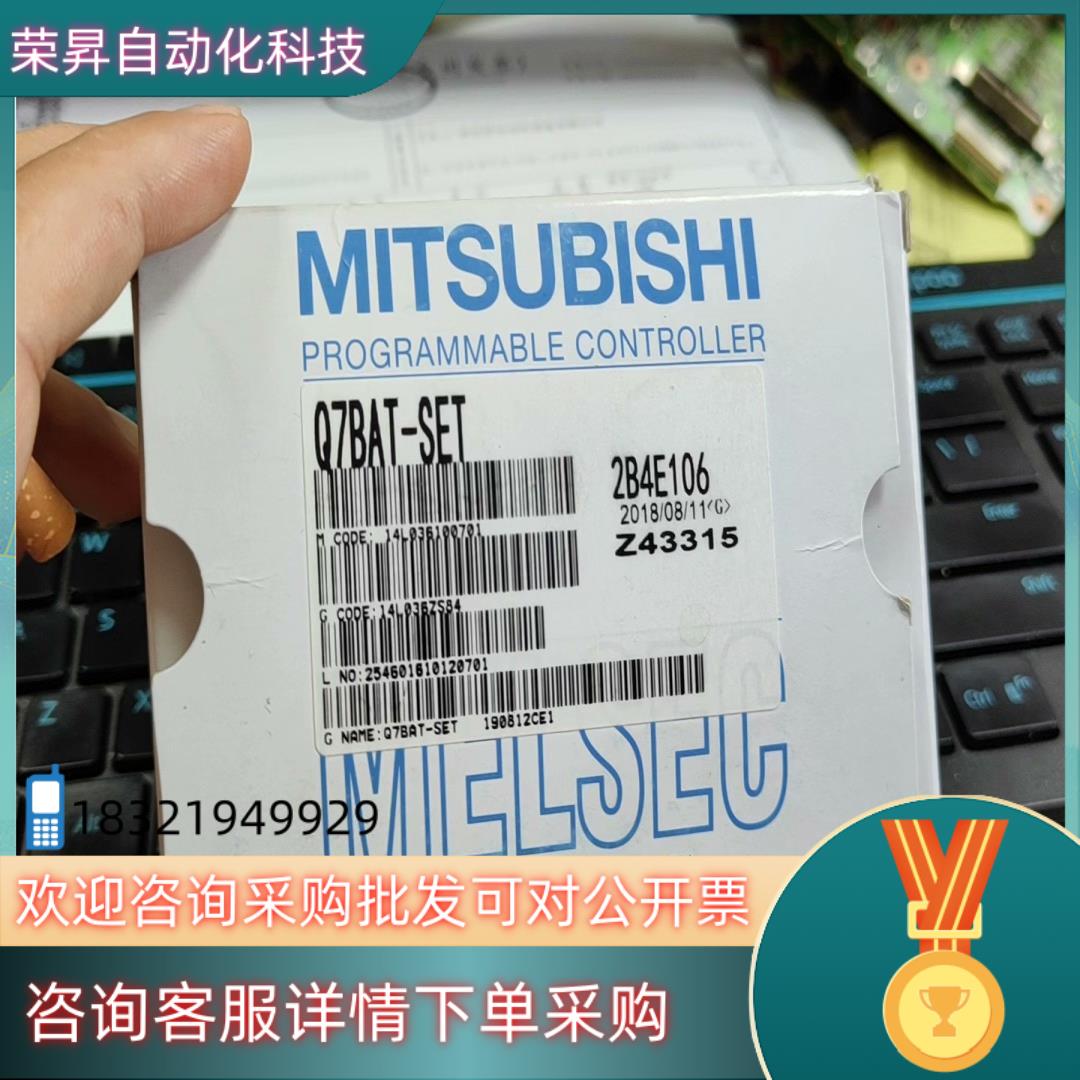 荣昇自动化科技
MITSUBISHI
PROGRAMMABLE CONTROLLER
Q7BAT-SET
2B4E106
2018/08/11<G>
Z43315
M CODE: 14L036100701
G CODE:14L036ZS84
L NO:254601610120701
G NAME:Q7BAT-SET 190812CE1
MELSEC
W
S
Z
X
Ctrl
Shift
18321949929
欢迎咨询采购批发可对公开票
咨询客服详情下单采购